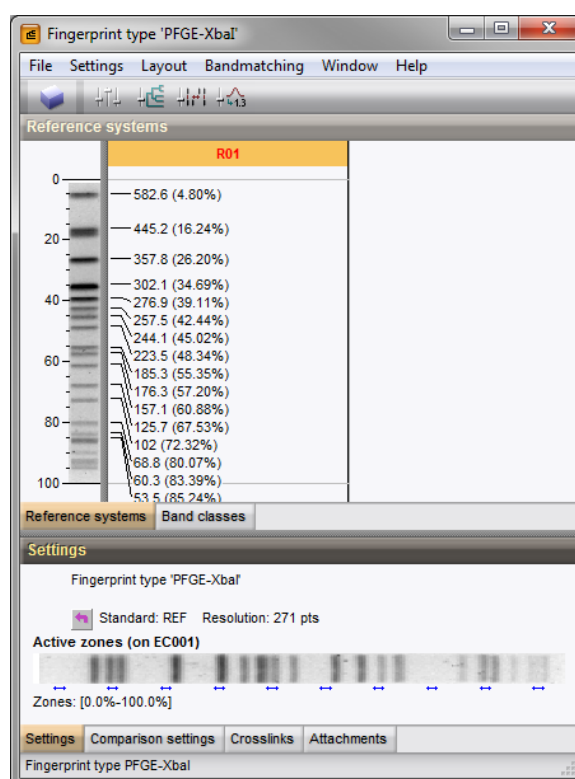 Fingerprint type 'PFGE-XbaI'
File Settings Layout Bandmatching Window Help
1.3
Reference systems
R01
0
582.6 (4.80%)
445.2 (16.24%)
20
357.8 (26.20%)
302.1 (34.69%)
40
276.9 (39.11%)
257.5 (42.44%)
244.1 (45.02%)
223.5 (48.34%)
60
185.3 (55.35%)
176.3 (57.20%)
157.1 (60.88%)
125.7 (67.53%)
80
102 (72.32%)
68.8 (80.07%)
60.3 (83.39%)
100
53.5 (85.24%)
Reference systems Band classes
Settings
Fingerprint type 'PFGE-XbaI'
Standard: REF Resolution: 271 pts
Active zones (on EC001)
Zones: [0.0%-100.0%]
Settings Comparison settings Crosslinks Attachments
Fingerprint type PFGE-XbaI